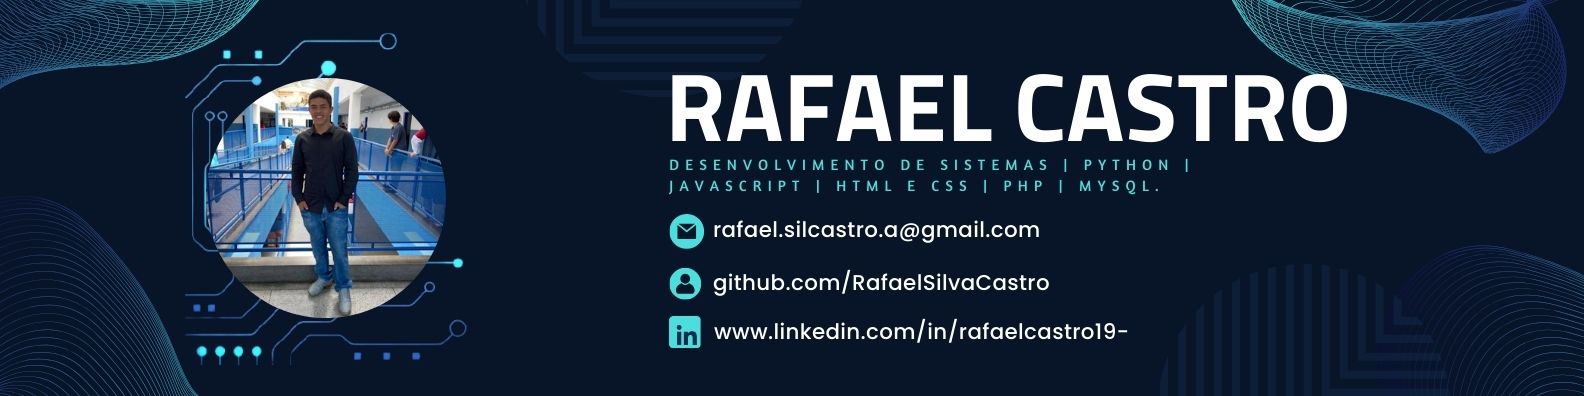 RAFAEL CASTRO
DESENVOLVIMENTO DE SISTEMAS | PYTHON |
JAVASCRIPT | HTML E CSS | PHP | MYSQL.
rafael.silcastro.a@gmail.com
github.com/RafaelSilvaCastro
in www.linkedin.com/in/rafaelcastro19-